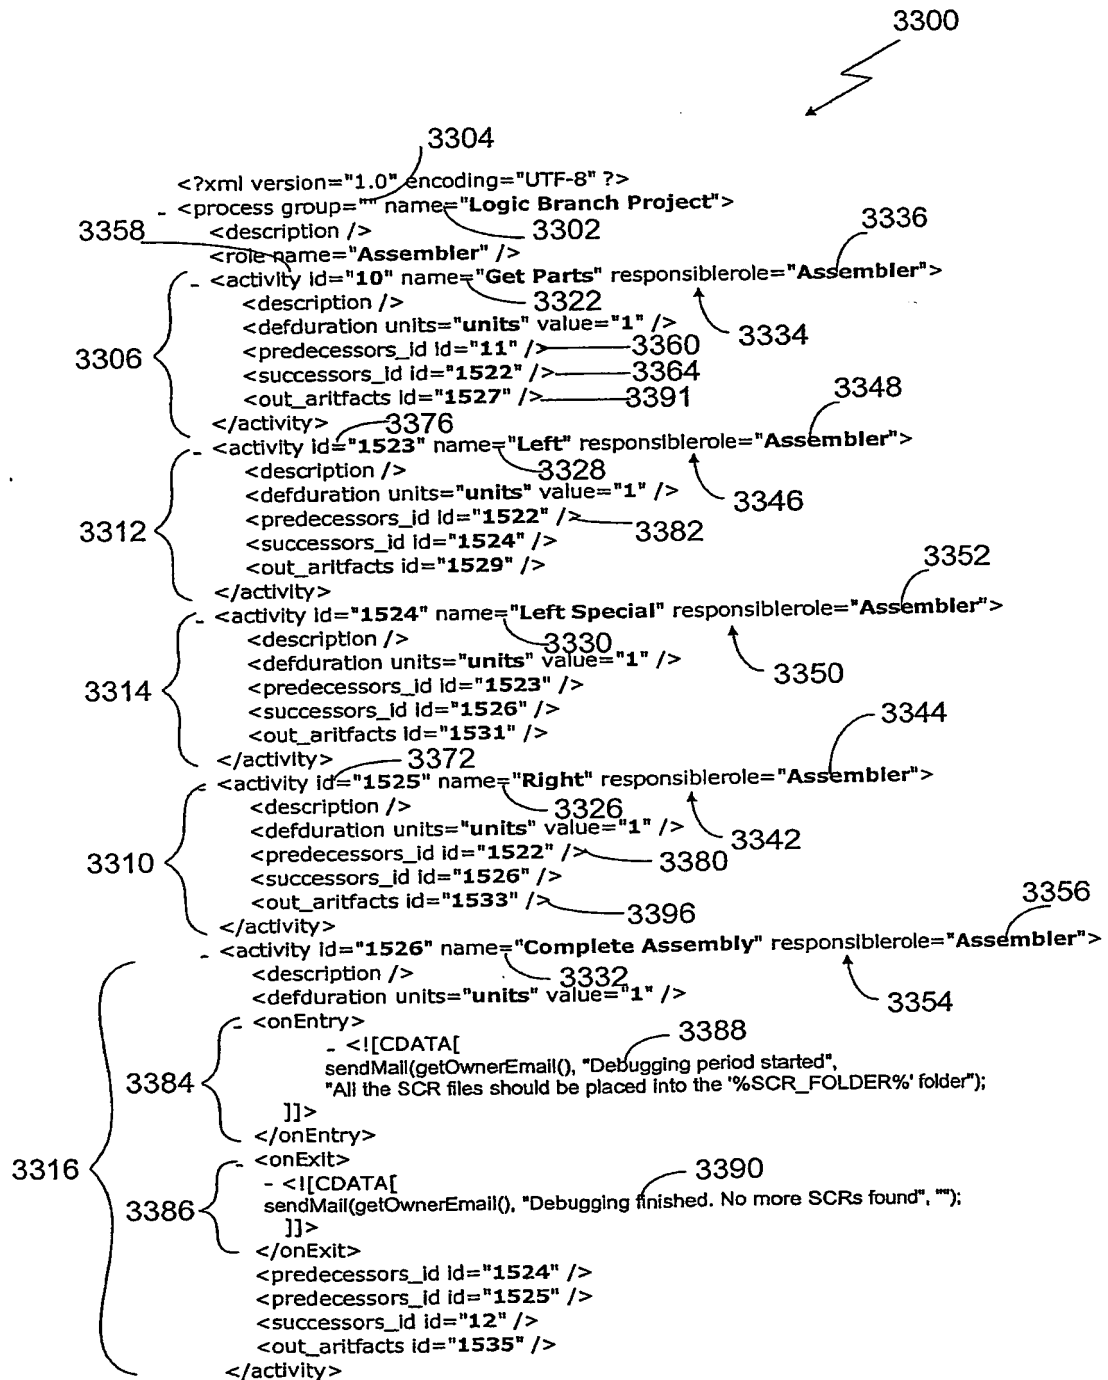 3300
3304
<?xml version="1.0" encoding="UTF-8" ?>
- <process group="" name="Logic Branch Project">
3358 <description /> 3302 3336
<role name="Assembler" />
- <activity id="10" name="Get Parts" responsiblerole="Assembler">
<description /> 3322
<defduration units="units" value="1" /> 3334
3306 <predecessors_id id="11" /> 3360
<successors_id id="1522" /> 3364
<out_aritfacts id="1527" /> 3391 3348
</activity> 3376
- <activity id="1523" name="Left" responsiblerole="Assembler">
<description /> 3328
<defduration units="units" value="1" /> 3346
3312 <predecessors_id id="1522" /> 3382
<successors_id id="1524" />
<out_aritfacts id="1529" /> 3352
</activity>
- <activity id="1524" name="Left Special" responsiblerole="Assembler">
<description /> 3330
<defduration units="units" value="1" /> 3350
3314 <predecessors_id id="1523" />
<successors_id id="1526" /> 3344
<out_aritfacts id="1531" />
</activity> 3372
- <activity id="1525" name="Right" responsiblerole="Assembler">
<description /> 3326
<defduration units="units" value="1" /> 3342
3310 <predecessors_id id="1522" /> 3380
<successors_id id="1526" />
<out_aritfacts id="1533" /> 3396 3356
</activity>
- <activity id="1526" name="Complete Assembly" responsiblerole="Assembler">
<description /> 3332
<defduration units="units" value="1" /> 3354
- <onEntry>
- <![CDATA[ 3388
sendMail(getOwnerEmail(), "Debugging period started",
3384 "All the SCR files should be placed into the '%SCR_FOLDER%' folder");
]]>
</onEntry>
3316 - <onExit>
- <![CDATA[ 3390
3386 sendMail(getOwnerEmail(), "Debugging finished. No more SCRs found", "");
]]>
</onExit>
<predecessors_id id="1524" />
<predecessors_id id="1525" />
<successors_id id="12" />
<out_aritfacts id="1535" />
</activity>